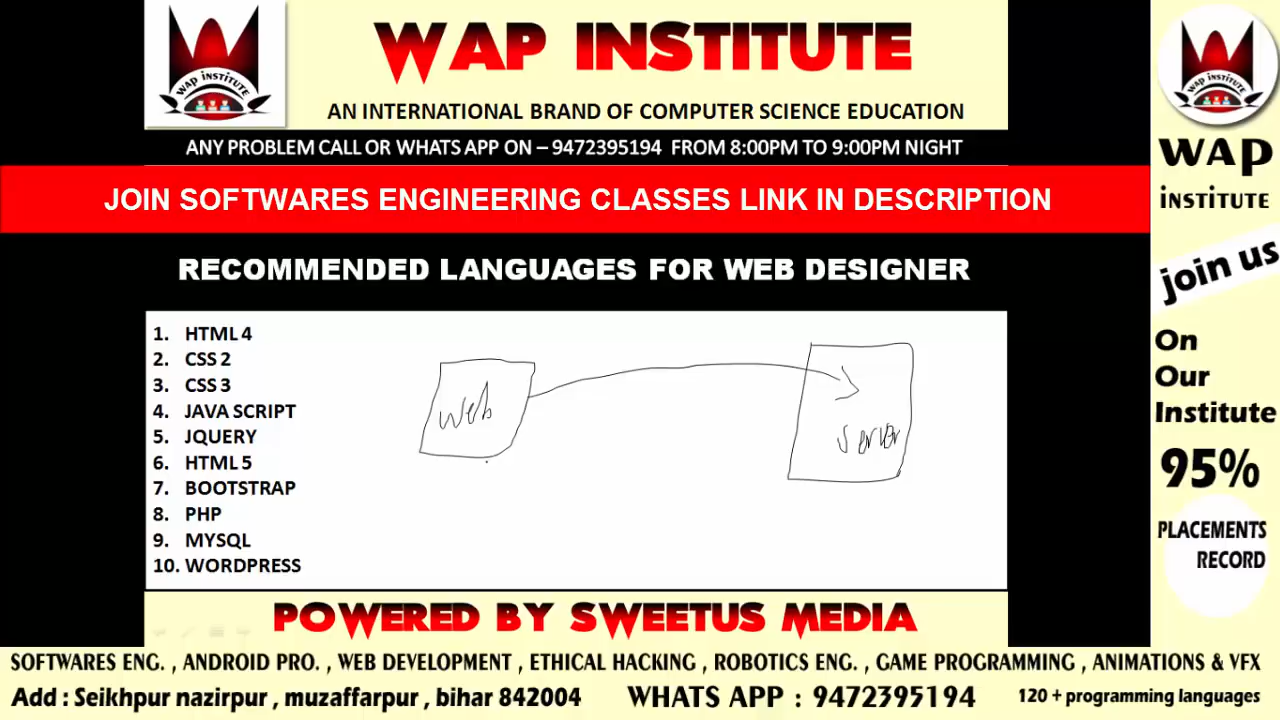 WAP INSTITUTE
WAP INSTITUTE
AN INTERNATIONAL BRAND OF COMPUTER SCIENCE EDUCATION
ANY PROBLEM CALL OR WHATS APP ON – 9472395194 FROM 8:00PM TO 9:00PM NIGHT
JOIN SOFTWARES ENGINEERING CLASSES LINK IN DESCRIPTION
RECOMMENDED LANGUAGES FOR WEB DESIGNER
1. HTML 4
2. CSS 2
3. CSS 3
4. JAVA SCRIPT
5. JQUERY
6. HTML 5
7. BOOTSTRAP
8. PHP
9. MYSQL
10. WORDPRESS
Web
Server
POWERED BY SWEETUS MEDIA
WAP INSTITUTE
WAP
INSTITUTE
join us
On
Our
Institute
95%
PLACEMENTS
RECORD
SOFTWARES ENG. , ANDROID PRO. , WEB DEVELOPMENT , ETHICAL HACKING , ROBOTICS ENG. , GAME PROGRAMMING , ANIMATIONS & VFX
Add : Seikhpur nazirpur , muzaffarpur , bihar 842004 WHATS APP : 9472395194 120 + programming languages